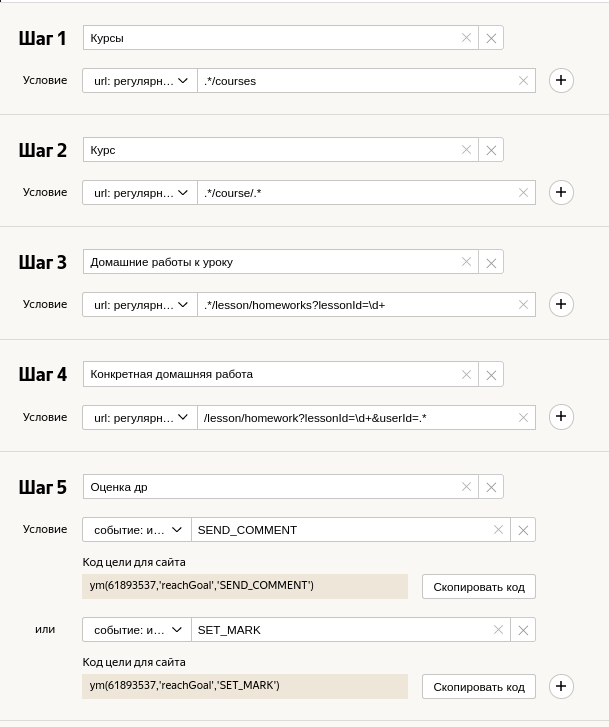 Шаг 1 Курсы
Условие url: регулярн... .*/courses
Шаг 2 Курс
Условие url: регулярн... .*/course/.*
Шаг 3 Домашние работы к уроку
Условие url: регулярн... .*/lesson/homeworks?lessonId=\d+
Шаг 4 Конкретная домашняя работа
Условие url: регулярн... /lesson/homework?lessonId=\d+&userId=.*
Шаг 5 Оценка др
Условие событие: и... SEND_COMMENT
Код цели для сайта
ym(61893537,'reachGoal','SEND_COMMENT') Скопировать код
или событие: и... SET_MARK
Код цели для сайта
ym(61893537,'reachGoal','SET_MARK') Скопировать код